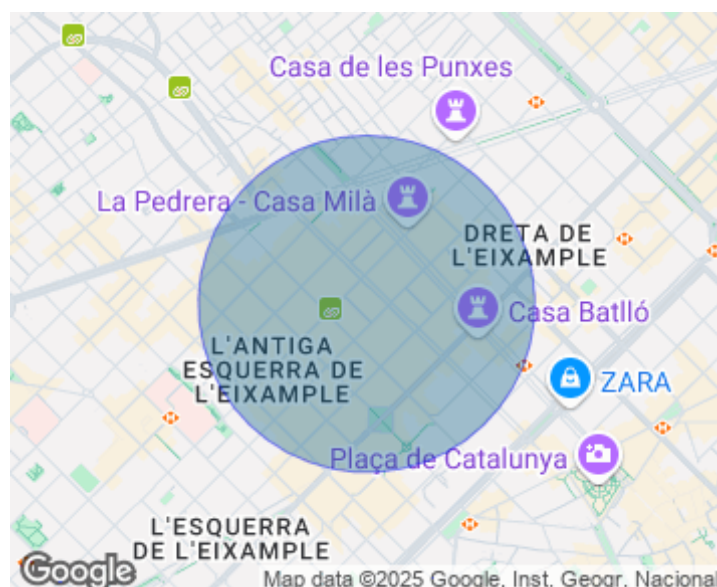 Casa de les Punxes
La Pedrera - Casa Milà
DRETA DE
L'EIXAMPLE
Casa Batlló
L'ANTIGA
ESQUERRA DE
L'EIXAMPLE
ZARA
Plaça de Catalunya
L'ESQUERRA
DE L'EIXAMPLE
Google
Map data ©2025 Google, Inst. Geogr. Nacional